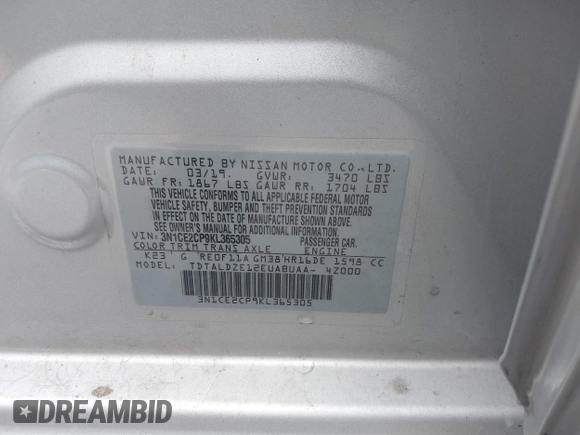 MANUFACTURED BY NISSAN MOTOR CO.,LTD.
DATE: 03/19. GVWR: 3470 LBS
GAWR FR: 1867 LBS GAWR RR: 1704 LBS
THIS VEHICLE CONFORMS TO ALL APPLICABLE FEDERAL MOTOR
VEHICLE SAFETY, BUMPER AND THEFT PREVENTION STANDARDS
IN EFFECT ON THE DATE OF MANUFACTURE SHOWN ABOVE.
SEE OWNER'S MANUAL OR CONSUMER INFO.
VIN: 3N1CE2CP9KL365305 PASSENGER CAR.
COLOR TRIM TRANS AXLE ENGINE
K23 G RE0F11A GM38 HR16DE 1598 CC
MODEL: TDTALDZE12EUABUAA- 4Z000
3N1CE2CP9KL365305
DREAMBID